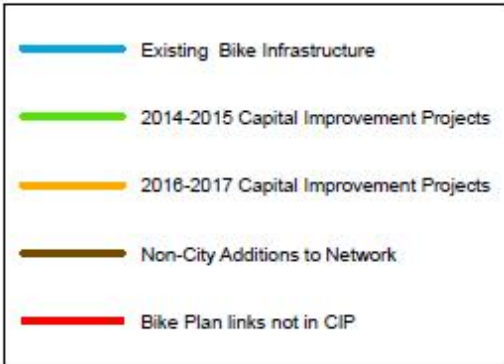 Existing Bike Infrastructure
2014-2015 Capital Improvement Projects
2016-2017 Capital Improvement Projects
Non-City Additions to Network
Bike Plan links not in CIP